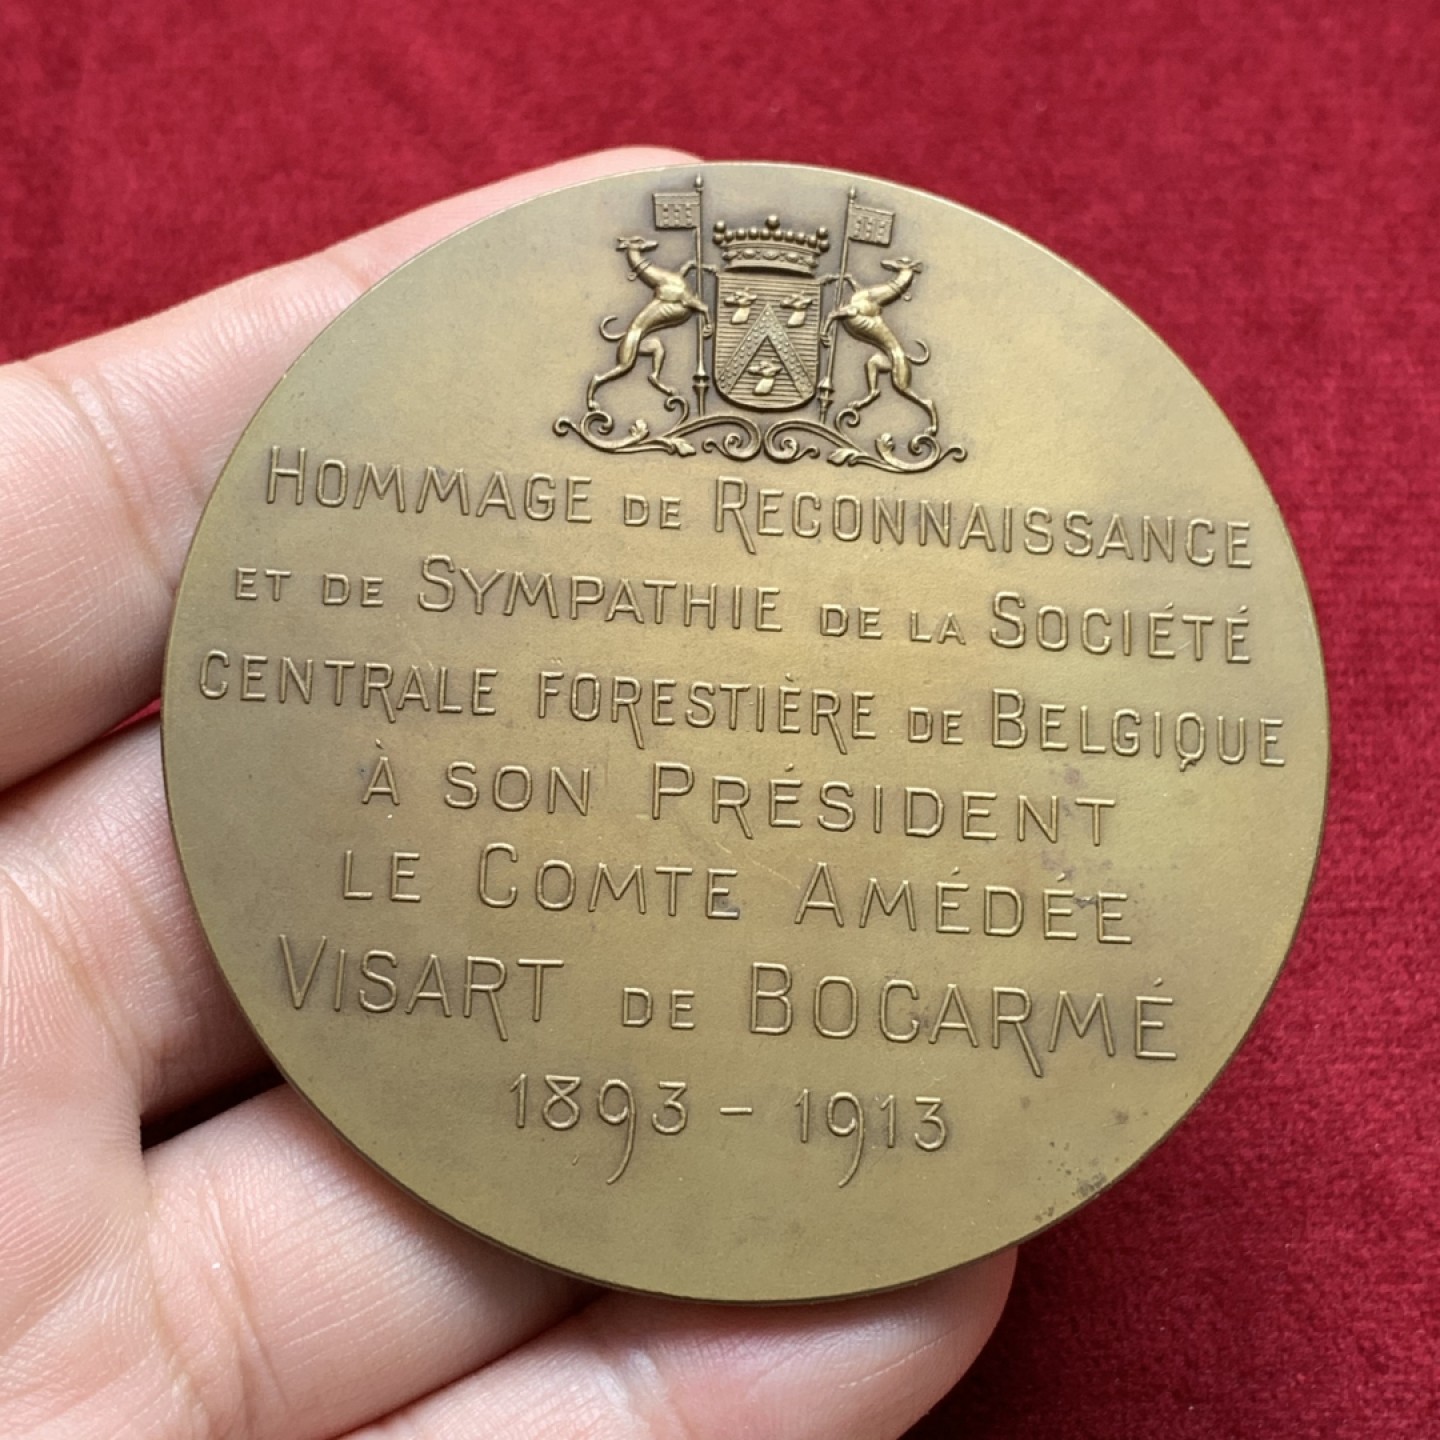 HOMMAGE DE RECONNAISSANCE
ET DE SYMPATHIE DE LA SOCIÉTÉ
CENTRALE FORESTIÈRE DE BELGIQUE
À SON PRÉSIDENT
LE COMTE AMÉDÉE
VISART DE BOCARMÉ
1893 - 1913